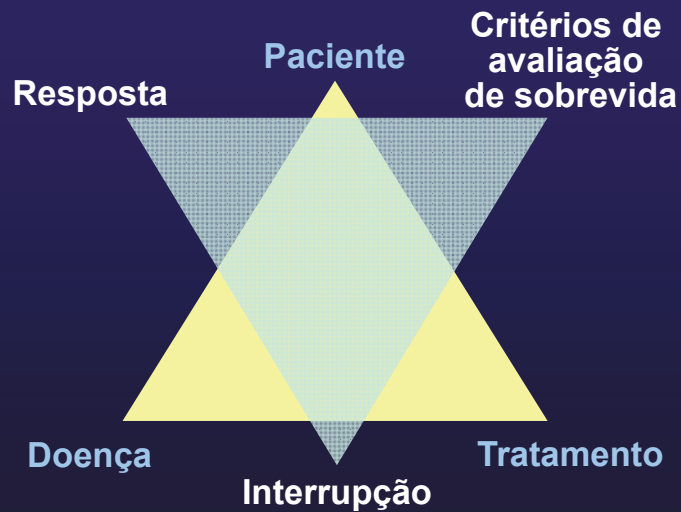 Paciente
Critérios de
avaliação
de sobrevida
Resposta
Doença
Tratamento
Interrupção